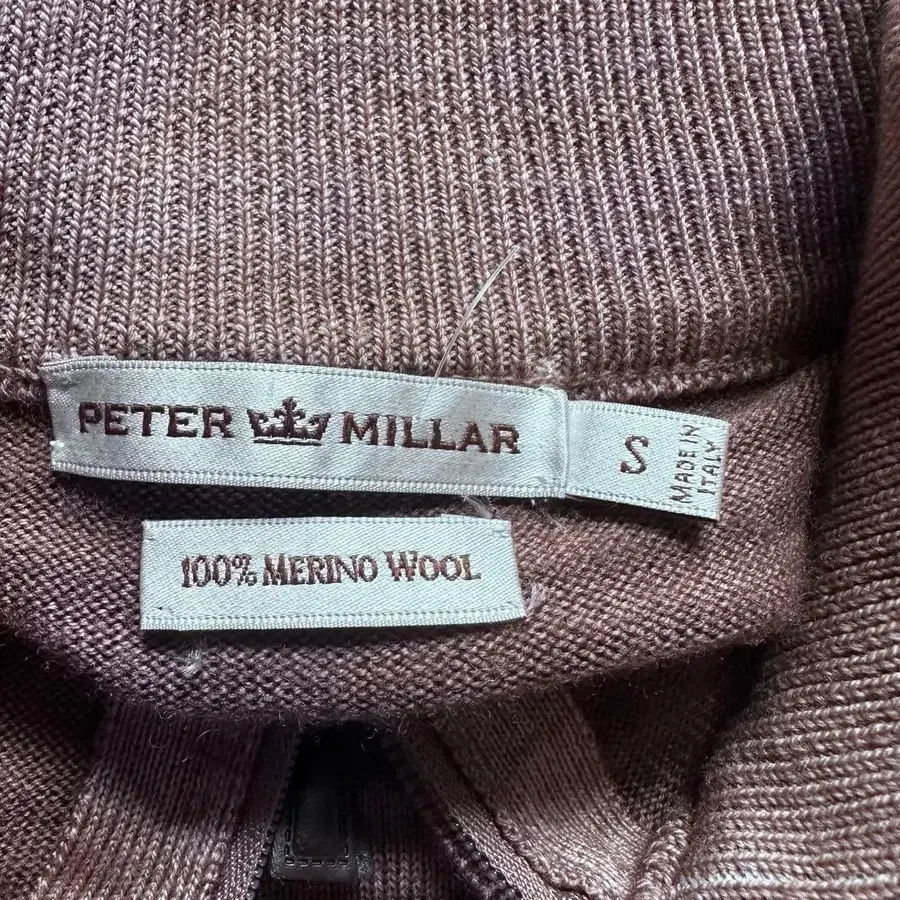 PETER MILLAR
S
MADE IN
ITALY
100% MERINO WOOL